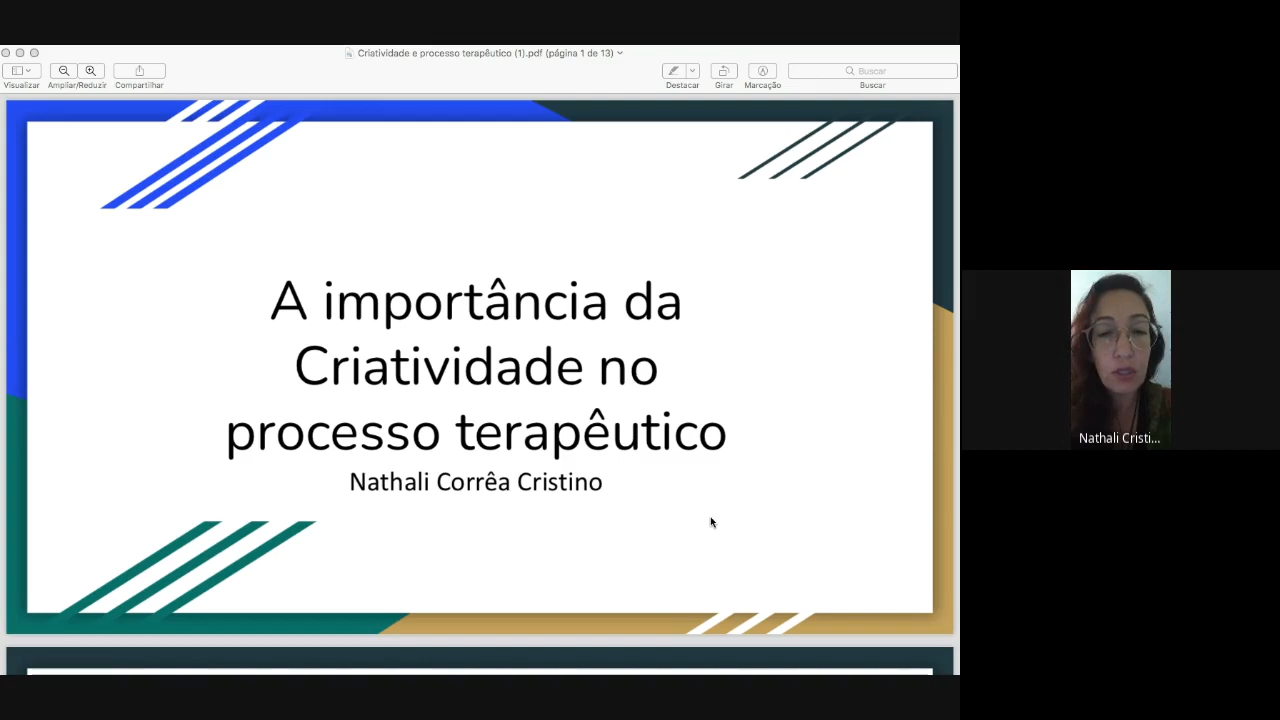 Criatividade e processo terapêutico (1).pdf (página 1 de 13)
Visualizar
Ampliar/Reduzir
Compartilhar
Destacar
Girar
Marcação
Buscar
Buscar
A importância da
Criatividade no
processo terapêutico
Nathali Corrêa Cristino
Nathali Cristi...